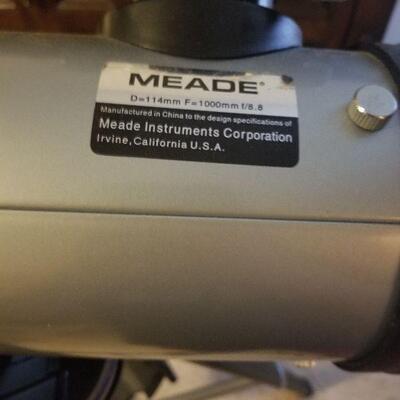 MEADE®
D=114mm F=1000mm f/8.8
Manufactured in China to the design specifications of
Meade Instruments Corporation
Irvine, California U.S.A.